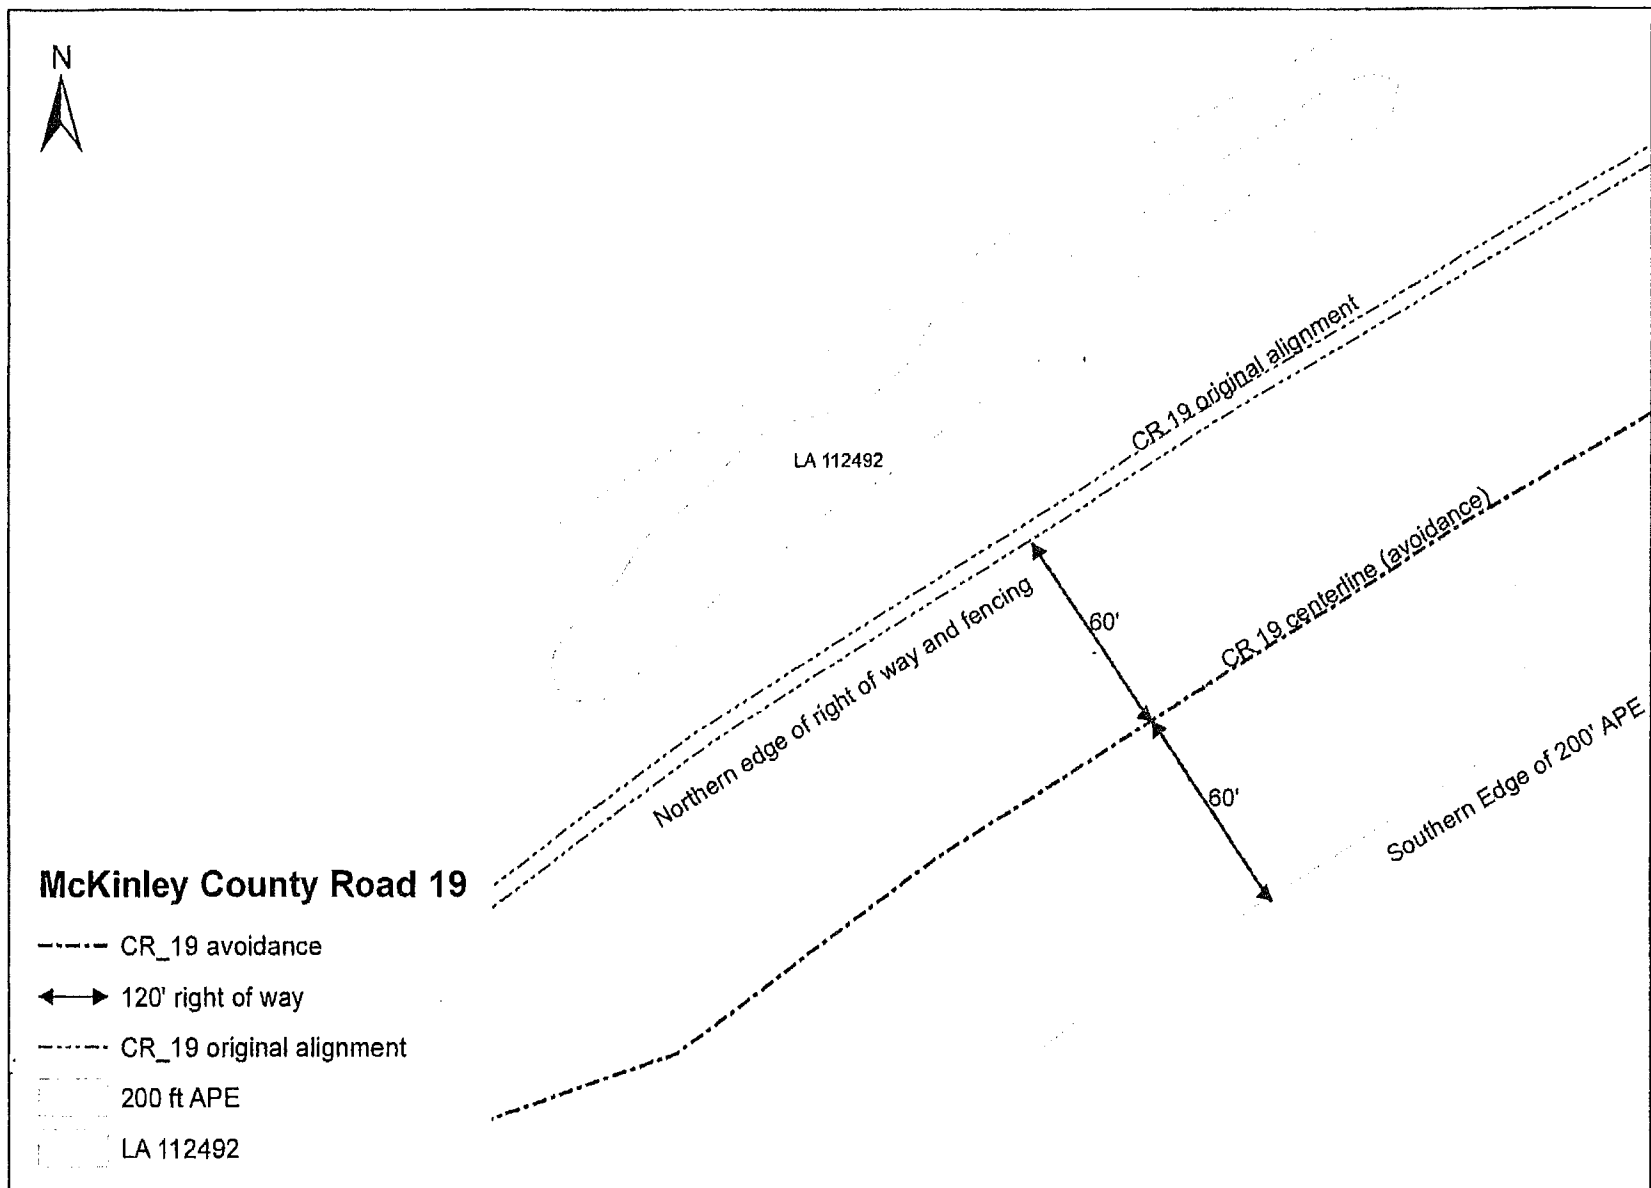 N
CR 19 original alignment
LA 112492
CR 19 centerline (avoidance)
60'
Northern edge of right of way and fencing
60'
Southern Edge of 200' APE
McKinley County Road 19
CR_19 avoidance
120' right of way
CR_19 original alignment
200 ft APE
LA 112492